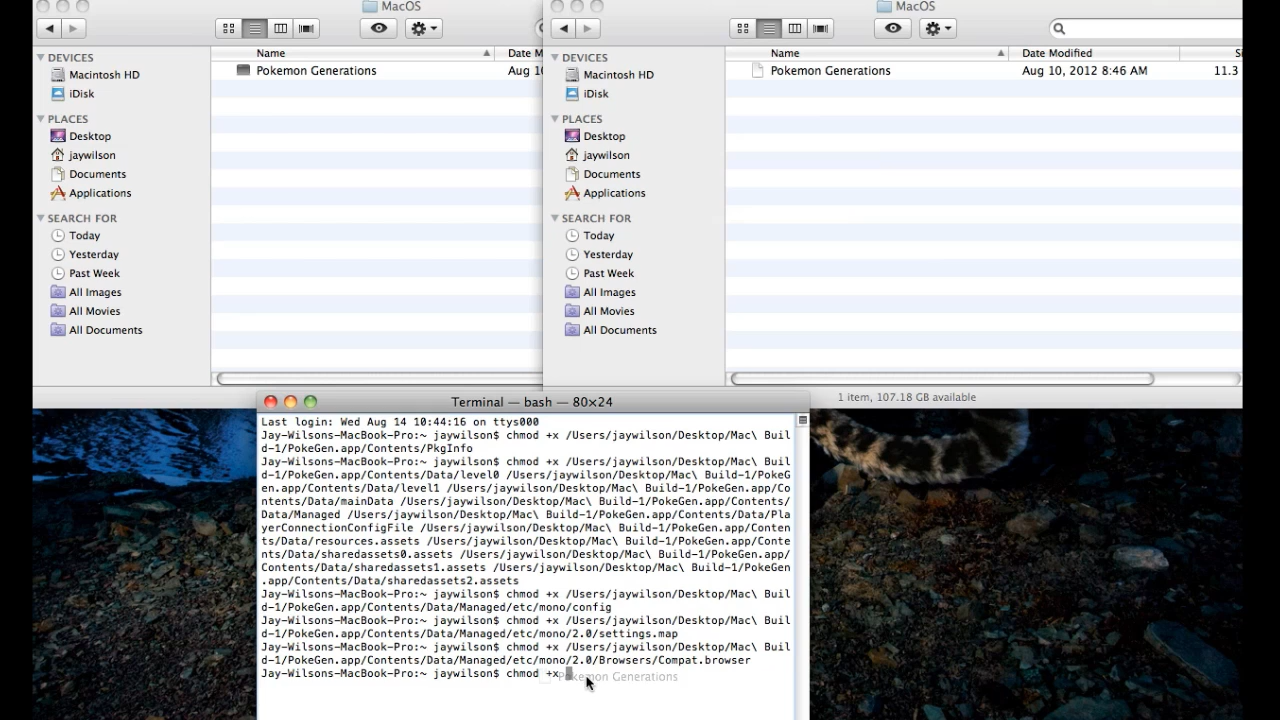 MacOS
Name
Date M
DEVICES
Macintosh HD
iDisk
PLACES
Desktop
jaywilson
Documents
Applications
SEARCH FOR
Today
Yesterday
Past Week
All Images
All Movies
All Documents
Pokemon Generations
Aug 10
MacOS
Name
Date Modified
Si
DEVICES
Macintosh HD
iDisk
PLACES
Desktop
jaywilson
Documents
Applications
SEARCH FOR
Today
Yesterday
Past Week
All Images
All Movies
All Documents
Pokemon Generations
Aug 10, 2012 8:46 AM
11.3
1 item, 107.18 GB available
Terminal — bash — 80×24
Last login: Wed Aug 14 10:44:16 on ttys000
Jay-Wilsons-MacBook-Pro:~ jaywilson$ chmod +x /Users/jaywilson/Desktop/Mac\ Buil
d-1/PokeGen.app/Contents/PkgInfo
Jay-Wilsons-MacBook-Pro:~ jaywilson$ chmod +x /Users/jaywilson/Desktop/Mac\ Buil
d-1/PokeGen.app/Contents/Data/level0 /Users/jaywilson/Desktop/Mac\ Build-1/PokeG
en.app/Contents/Data/level1 /Users/jaywilson/Desktop/Mac\ Build-1/PokeGen.app/Co
ntents/Data/mainData /Users/jaywilson/Desktop/Mac\ Build-1/PokeGen.app/Contents/
Data/Managed /Users/jaywilson/Desktop/Mac\ Build-1/PokeGen.app/Contents/Data/Pla
yerConnectionConfigFile /Users/jaywilson/Desktop/Mac\ Build-1/PokeGen.app/Conten
ts/Data/resources.assets /Users/jaywilson/Desktop/Mac\ Build-1/PokeGen.app/Conte
nts/Data/sharedassets0.assets /Users/jaywilson/Desktop/Mac\ Build-1/PokeGen.app/
Contents/Data/sharedassets1.assets /Users/jaywilson/Desktop/Mac\ Build-1/PokeGen
.app/Contents/Data/sharedassets2.assets
Jay-Wilsons-MacBook-Pro:~ jaywilson$ chmod +x /Users/jaywilson/Desktop/Mac\ Buil
d-1/PokeGen.app/Contents/Data/Managed/etc/mono/config
Jay-Wilsons-MacBook-Pro:~ jaywilson$ chmod +x /Users/jaywilson/Desktop/Mac\ Buil
d-1/PokeGen.app/Contents/Data/Managed/etc/mono/2.0/settings.map
Jay-Wilsons-MacBook-Pro:~ jaywilson$ chmod +x /Users/jaywilson/Desktop/Mac\ Buil
d-1/PokeGen.app/Contents/Data/Managed/etc/mono/2.0/Browsers/Compat.browser
Jay-Wilsons-MacBook-Pro:~ jaywilson$ chmod +x
Pokemon Generations